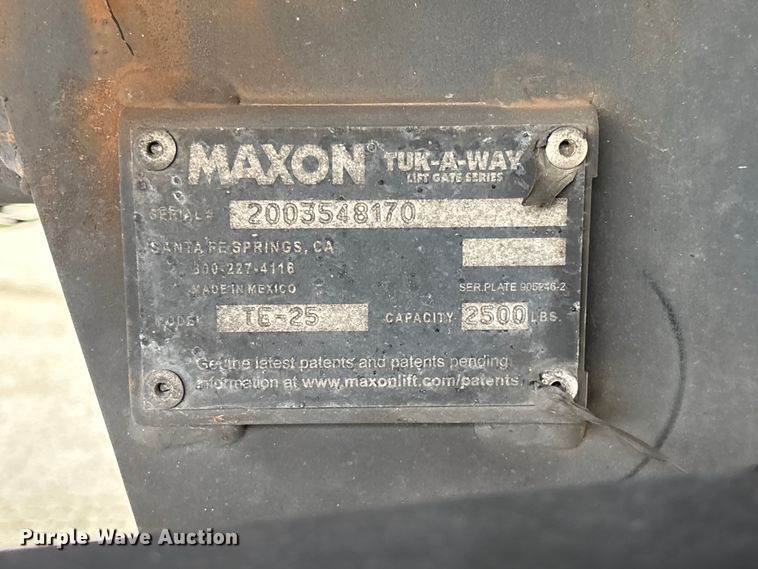 MAXON® TUK-A-WAY
LIFT GATE SERIES
SERIAL# 2003548170
SANTA FE SPRINGS, CA
800-227-4116
MADE IN MEXICO
SER.PLATE 905246-2
MODEL TE-25 CAPACITY 2500 LBS.
Get the latest patents and patents pending
information at www.maxonlift.com/patents.
Purple Wave Auction